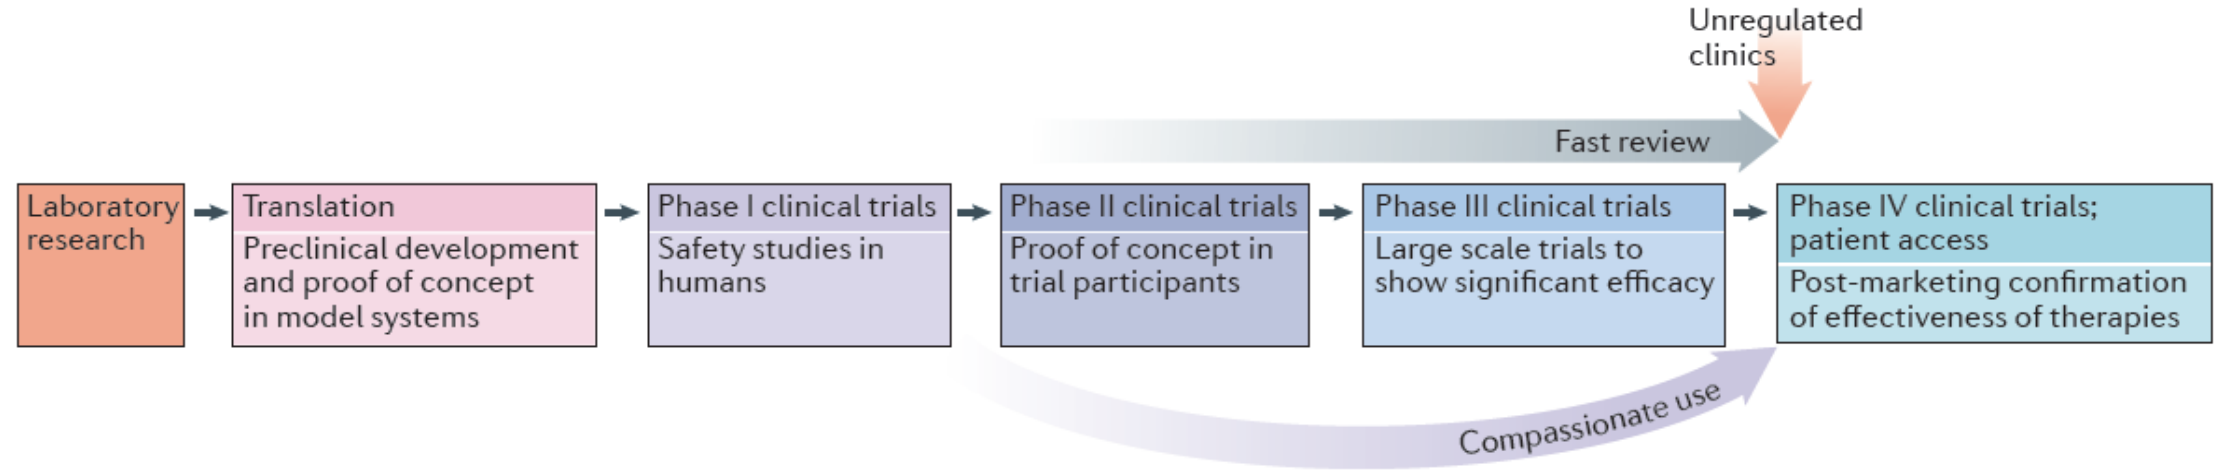 Unregulated
clinics
Fast review
Laboratory
research
Translation
Preclinical development
and proof of concept
in model systems
Phase I clinical trials
Safety studies in
humans
Phase II clinical trials
Proof of concept in
trial participants
Phase III clinical trials
Large scale trials to
show significant efficacy
Phase IV clinical trials;
patient access
Post-marketing confirmation
of effectiveness of therapies
Compassionate use